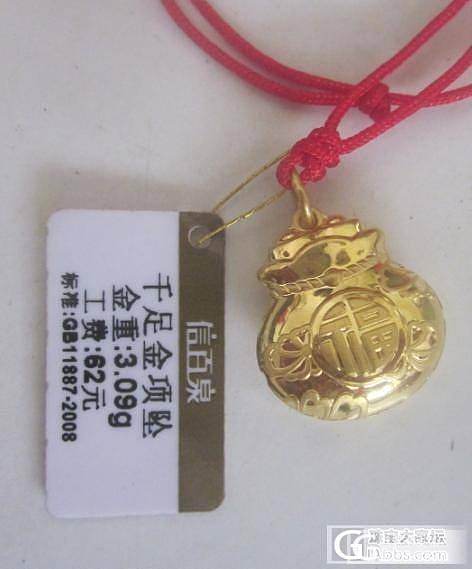 信百泉
千足金项坠
金重:3.09g
工费:62元
标准:GB11887-2008
福